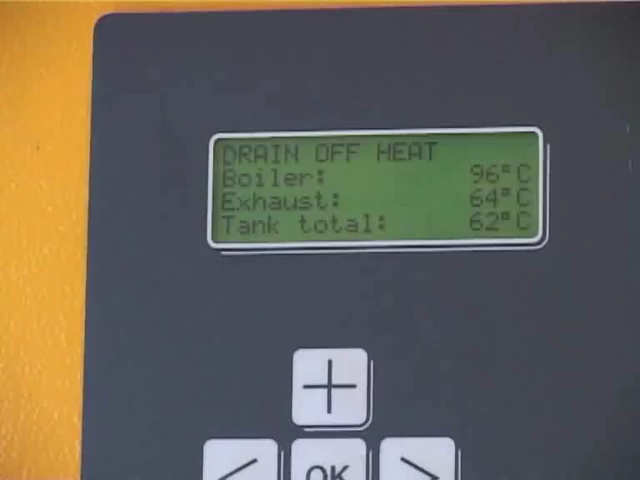 DRAIN OFF HEAT
Boiler: 96°C
Exhaust: 64°C
Tank total: 62°C
+
< OK >